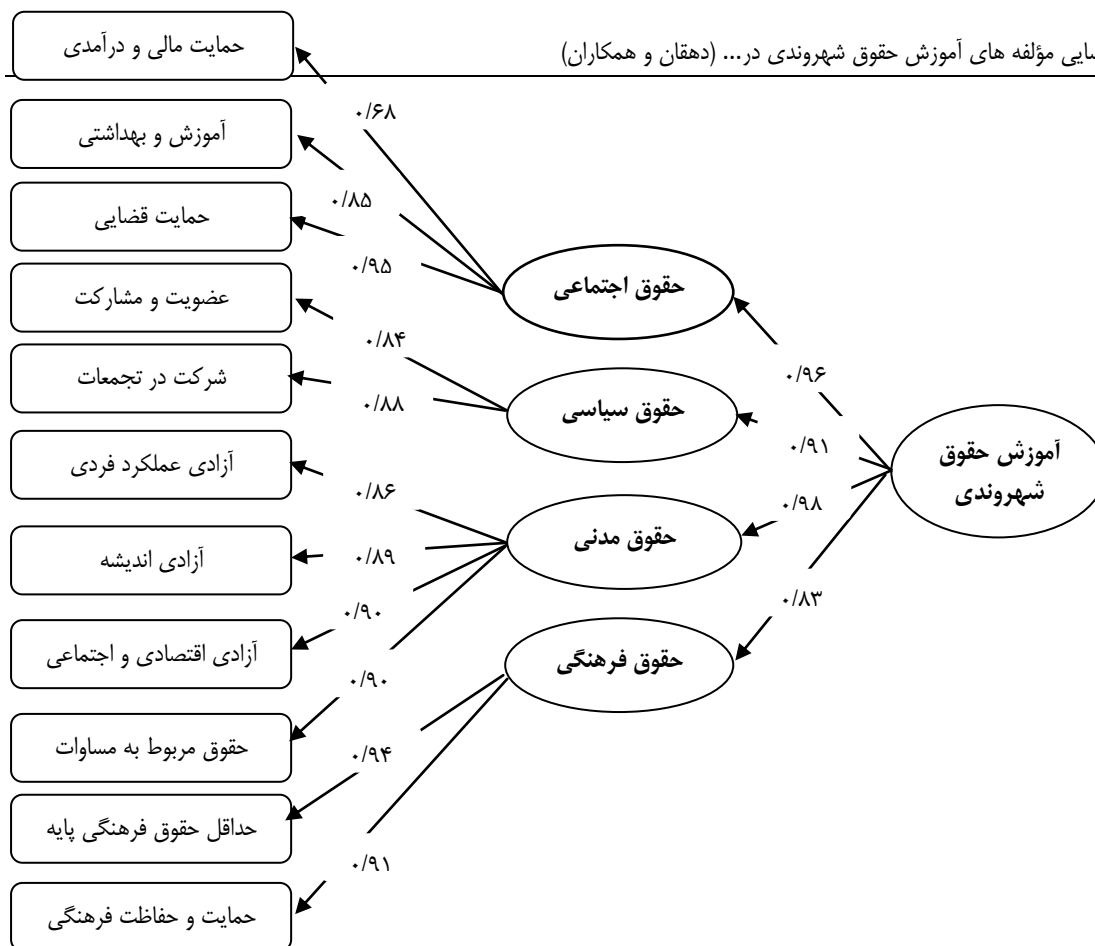 مؤلفه های آموزش حقوق شهروندی در... (دهقان و همکاران)
حمایت مالی و درآمدی
۰/۶۸
آموزش و بهداشتی
۰/۸۵
حمایت قضایی
۰/۹۵
عضویت و مشارکت
۰/۸۴
شرکت در تجمعات
۰/۸۸
آزادی عملکرد فردی
۰/۸۶
آزادی اندیشه
۰/۸۹
آزادی اقتصادی و اجتماعی
۰/۹۰
حقوق مربوط به مساوات
۰/۹۰
حداقل حقوق فرهنگی پایه
۰/۹۴
حمایت و حفاظت فرهنگی
۰/۹۱
حقوق اجتماعی
۰/۹۶
حقوق سیاسی
۰/۹۱
حقوق مدنی
۰/۹۸
حقوق فرهنگی
۰/۸۳
آموزش حقوق
شهروندی